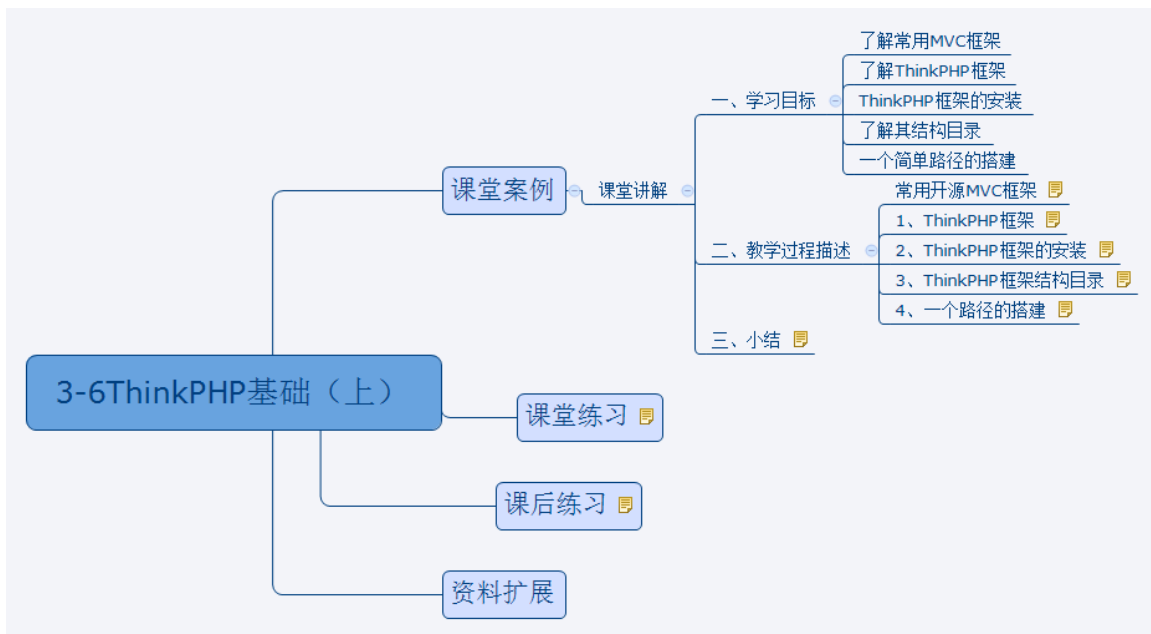 3-6ThinkPHP基础（上）
课堂案例
课堂讲解
一、学习目标
了解常用MVC框架
了解ThinkPHP框架
ThinkPHP框架的安装
了解其结构目录
一个简单路径的搭建
二、教学过程描述
常用开源MVC框架
1、ThinkPHP框架
2、ThinkPHP框架的安装
3、ThinkPHP框架结构目录
4、一个路径的搭建
三、小结
课堂练习
课后练习
资料扩展